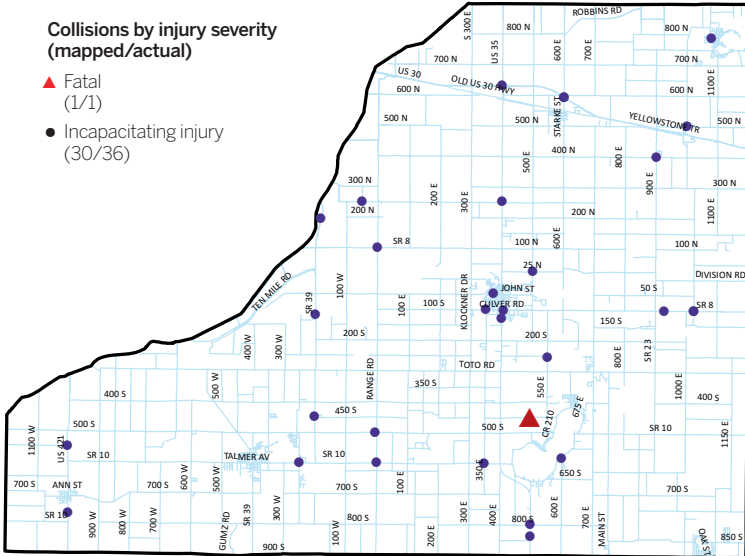 Collisions by injury severity
(mapped/actual)
Fatal
(1/1)
Incapacitating injury
(30/36)
ROBBINS RD
S 300 E
800 N
800 N
US 35
600 E
700 E
700 N
700 N
1100 E
US 30
OLD US 30 HWY
600 N
600 N
STARKE ST
500 N
500 N
YELLOWSTONE TR
500 N
400 N
500 E
800 E
900 E
300 N
300 N
200 E
300 E
200 N
200 N
1100 E
600 E
SR 8
100 N
100 N
25 N
DIVISION RD
TEN MILE RD
100 W
KLOCKNER DR
JOHN ST
50 S
SR 39
100 E
100 S
CULVER RD
SR 8
150 S
200 S
200 S
400 W
300 W
SR 23
800 E
RANGE RD
TOTO RD
500 W
350 S
550 E
1000 E
400 S
400 S
675 E
450 S
CR 210
500 S
500 S
SR 10
1100 W
1150 E
US 421
SR 10
TALMER AV
SR 10
350 E
650 S
600 W
500 W
100 E
700 S
ANN ST
700 S
700 S
700 S
SR 10
SR 39
300 W
300 E
400 E
600 E
900 W
800 W
700 W
GUMZ RD
800 S
800 S
700 E
MAIN ST
100 W
200 E
OAK ST
850 S
900 S